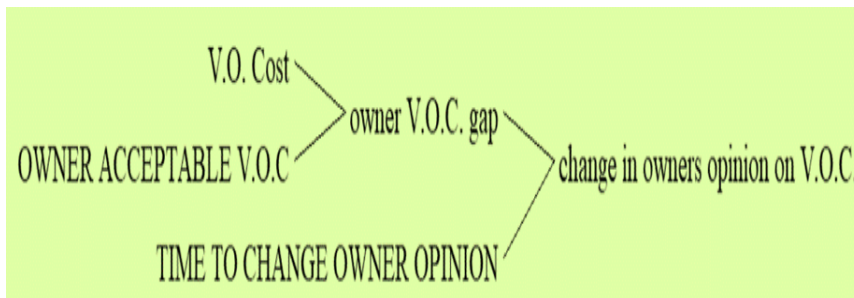 V.O. Cost
owner V.O.C. gap
OWNER ACCEPTABLE V.O.C
change in owners opinion on V.O.C.
TIME TO CHANGE OWNER OPINION